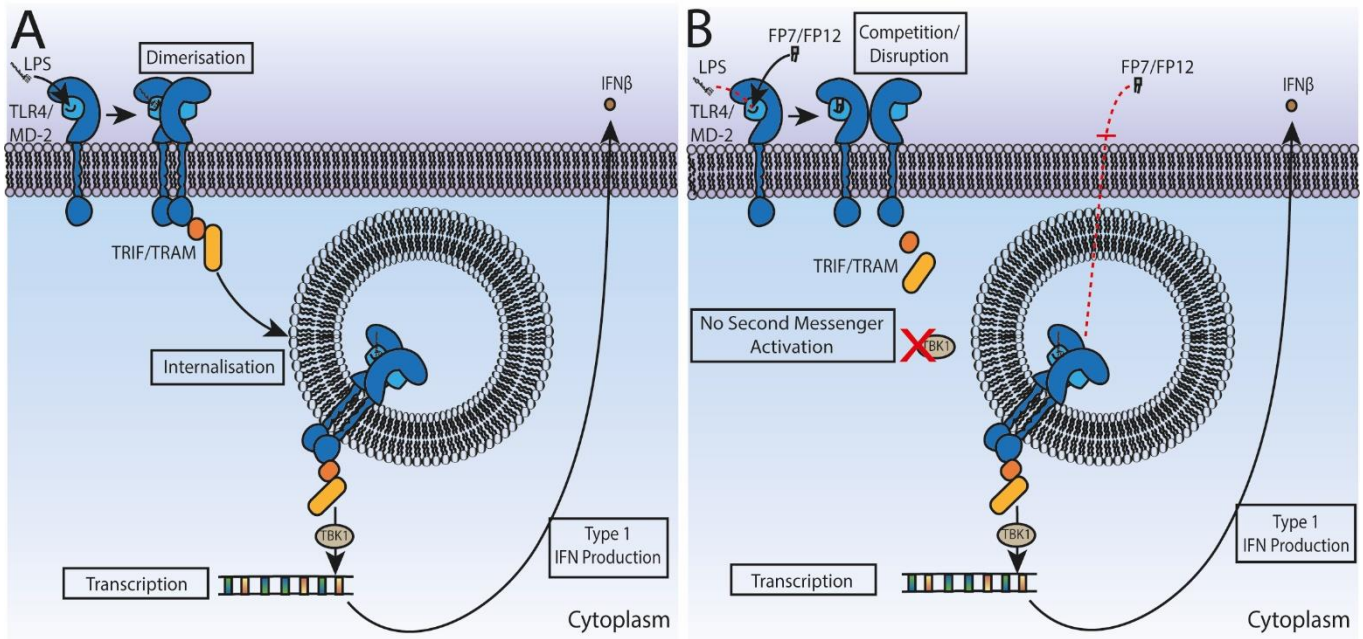 A
LPS
TLR4/
MD-2
Dimerisation
IFNβ
TRIF/TRAM
Internalisation
TBK1
Type 1
IFN Production
Transcription
Cytoplasm
B
FP7/FP12
Competition/
Disruption
LPS
TLR4/
MD-2
FP7/FP12
IFNβ
TRIF/TRAM
No Second Messenger
Activation
TBK1
TBK1
Type 1
IFN Production
Transcription
Cytoplasm